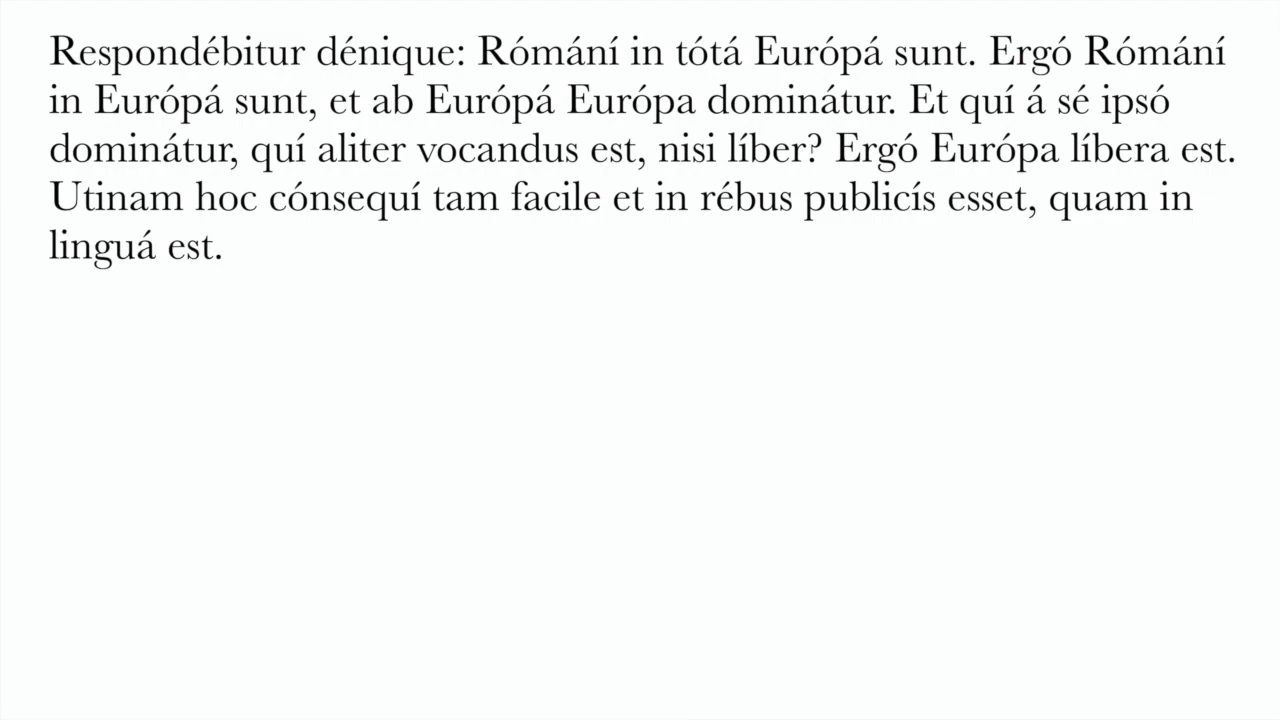 Respondébitur dénique: Rómání in tótá Európá sunt. Ergó Rómání
in Európá sunt, et ab Európá Európa dominátur. Et quí á sé ipsó
dominátur, quí aliter vocandus est, nisi líber? Ergó Európa líbera est.
Utinam hoc cónsequí tam facile et in rébus publicís esset, quam in
linguá est.